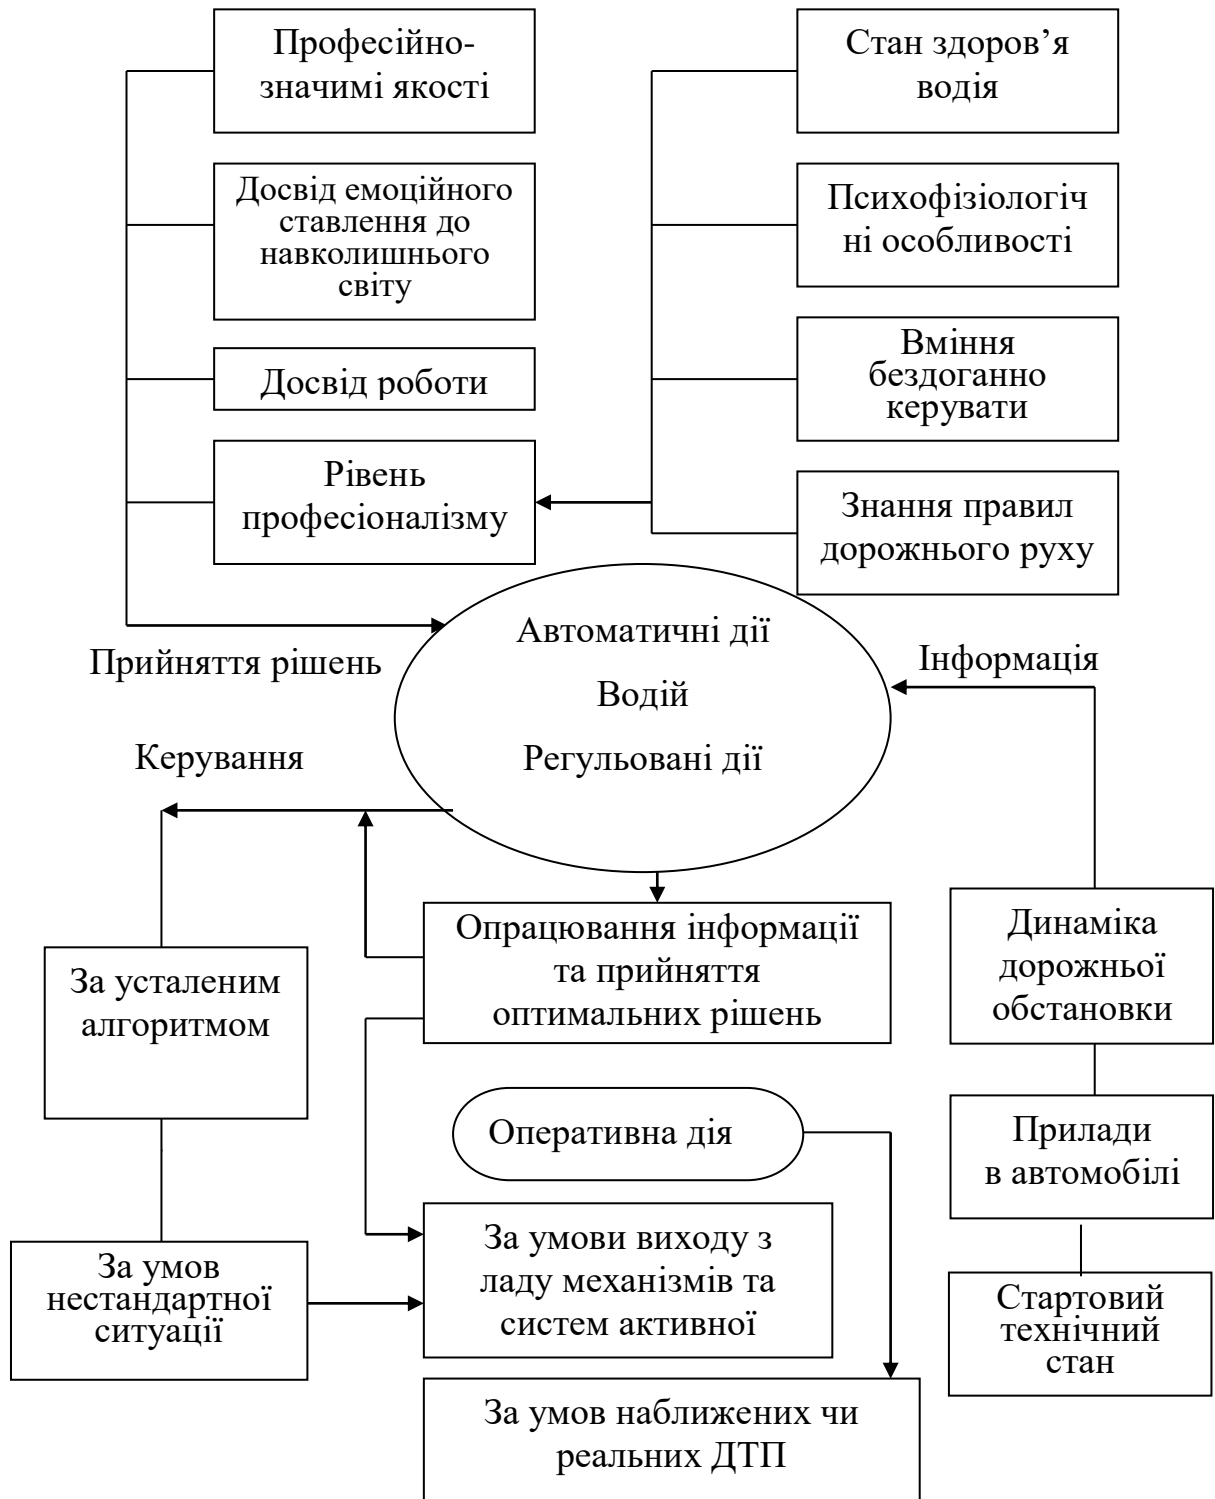 Професійно-
значимі якості
Стан здоров’я
водія
Досвід емоційного
ставлення до
навколишнього
світу
Психофізіологіч
ні особливості
Досвід роботи
Вміння
бездоганно
керувати
Рівень
професіоналізму
Знання правил
дорожнього руху
Прийняття рішень
Автоматичні дії
Водій
Регульовані дії
Інформація
Керування
За усталеним
алгоритмом
Опрацювання інформації
та прийняття
оптимальних рішень
Динаміка
дорожньої
обстановки
Оперативна дія
Прилади
в автомобілі
За умов
нестандартної
ситуації
За умови виходу з
ладу механізмів та
систем активної
Стартовий
технічний
стан
За умов наближених чи
реальних ДТП